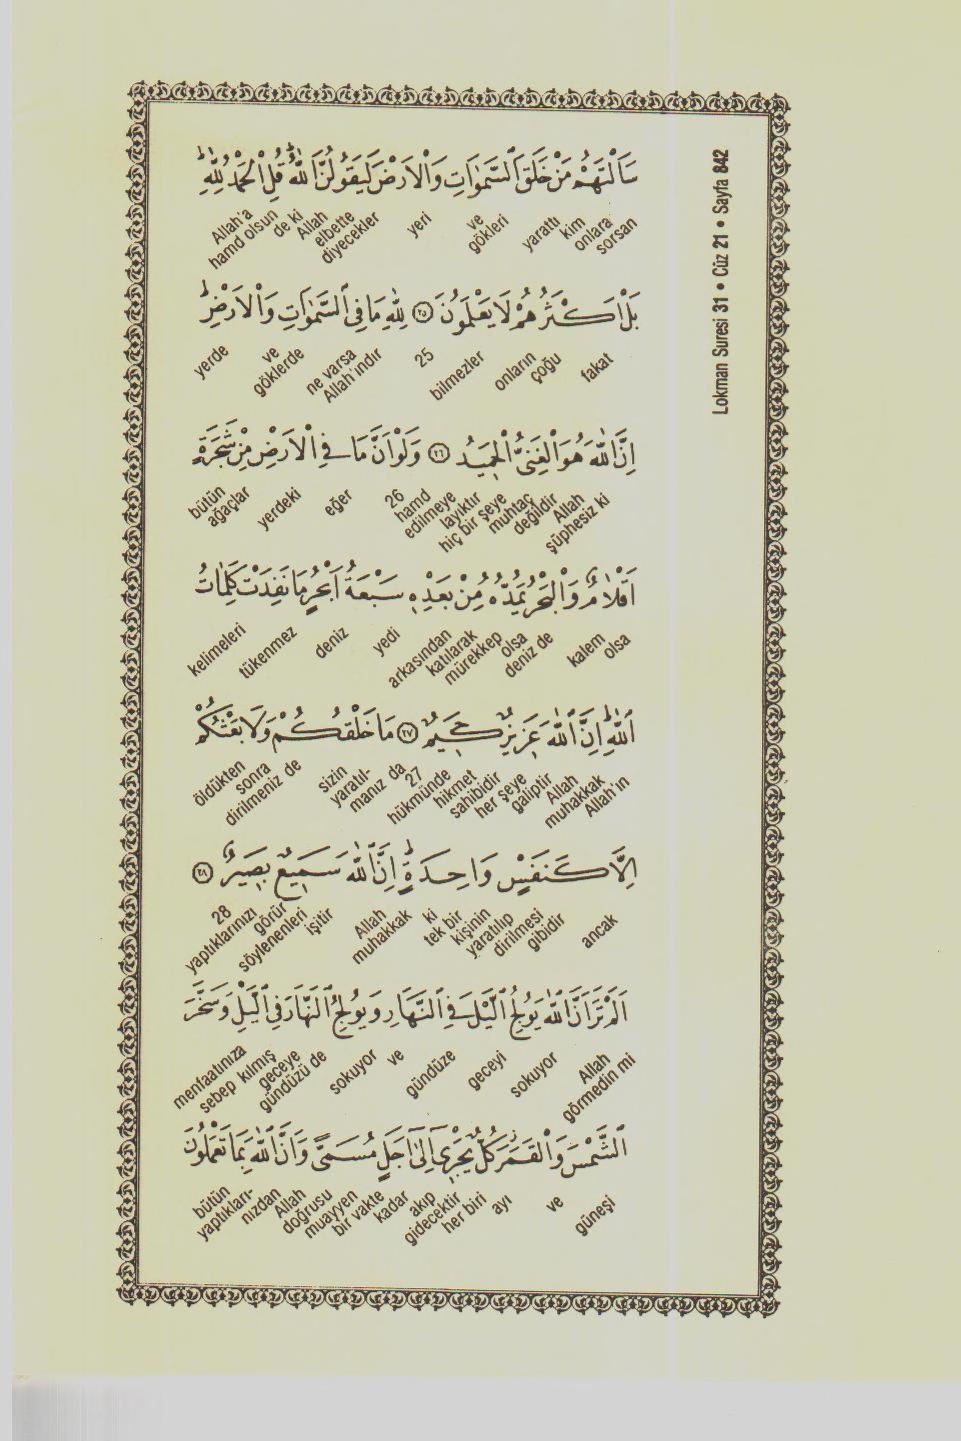 Lokman Suresi 31 • Cüz 21 • Sayfa 842
سَاَلْتَهُمْ مَنْ خَلَقَ السَّمٰوَاتِ وَالْاَرْضَ لَيَقُولُنَّ اللّٰهُۜ قُلِ الْحَمْدُ لِلّٰهِۜ
sorsan onlara kim yarattı gökleri ve yeri diyecekler elbette Allah de ki hamd olsun Allah'a
بَلْ اَكْثَرُهُمْ لَا يَعْلَمُونَ ﴿٢٥﴾ لِلّٰهِ مَا فِي السَّمٰوَاتِ وَالْاَرْضِۜ
fakat çoğu onların bilmezler 25 Allah'ındır ne varsa göklerde ve yerde
اِنَّ اللّٰهَ هُوَ الْغَنِيُّ الْحَمِيدُ ﴿٢٦﴾ وَلَوْ اَنَّ مَا فِي الْاَرْضِ مِنْ شَجَرَةٍ
şüphesiz ki Allah değildir muhtaç hiç bir şeye layıktır edilmeye hamd 26 eğer yerdeki ağaçlar bütün
اَقْلَامٌ وَالْبَحْرُ يَمُدُّهُ مِنْ بَعْدِهِ سَبْعَةُ اَبْحُرٍ مَا نَفِدَتْ كَلِمَاتُ
olsa kalem deniz de olsa mürekkep katılarak arkasından yedi deniz tükenmez kelimeleri
اللّٰهِۜ اِنَّ اللّٰهَ عَزِيزٌ حَكِيمٌ ﴿٢٧﴾ مَا خَلْقُكُمْ وَلَا بَعْثُكُمْ
Allah'ın muhakkak Allah galiptir her şeye sahibidir hikmet hükmünde 27 manız da yaratıl- sizin dirilmeniz de sonra öldükten
اِلَّا كَنَفْسٍ وَاحِدَةٍۜ اِنَّ اللّٰهَ سَمِيعٌ بَصِيرٌ ﴿٢٨﴾
ancak gibidir dirilmesi yaratılıp kişinin tek bir ki muhakkak Allah işitir söylenenleri görür yaptıklarınızı 28
اَلَمْ تَرَ اَنَّ اللّٰهَ يُولِجُ الَّيْلَ فِي النَّهَارِ وَيُولِجُ النَّهَارَ فِي الَّيْلِ وَسَخَّرَ
görmedin mi Allah sokuyor geceyi gündüze ve sokuyor gündüzü de geceye sebep kılmış menfaatınıza
الشَّمْسَ وَالْقَمَرَ كُلٌّ يَجْرِٓي اِلٰٓى اَجَلٍ مُسَمًّى وَاَنَّ اللّٰهَ بِمَا تَعْمَلُونَ
güneşi ve ayı her biri gidecektir akıp kadar bir vakte muayyen doğrusu Allah nızdan yaptıkları- bütün